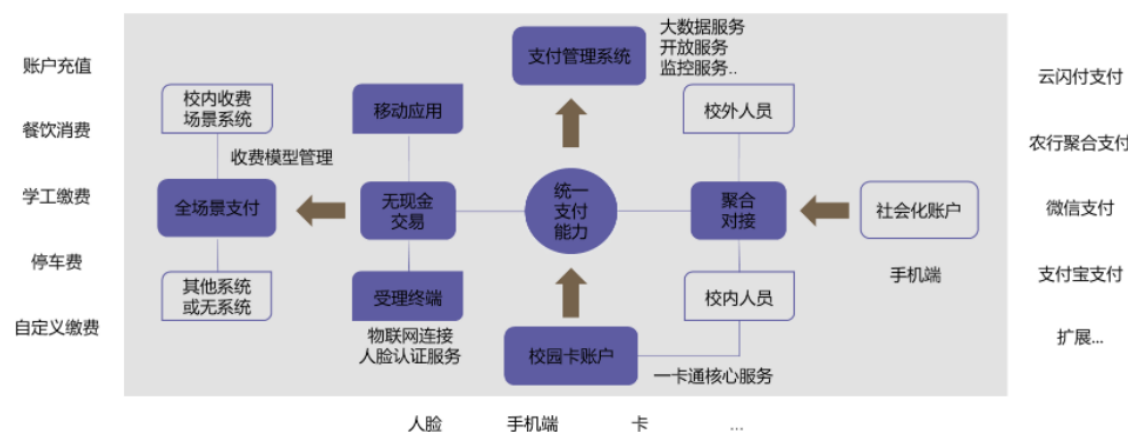 账户充值
餐饮消费
学工缴费
停车费
自定义缴费
校内收费
场景系统
收费模型管理
全场景支付
其他系统
或无系统
移动应用
无现金
交易
受理终端
物联网连接
人脸认证服务
支付管理系统
大数据服务
开放服务
监控服务..
统一
支付
能力
校园卡账户
一卡通核心服务
校外人员
聚合
对接
校内人员
社会化账户
手机端
云闪付支付
农行聚合支付
微信支付
支付宝支付
扩展...
人脸
手机端
卡
...